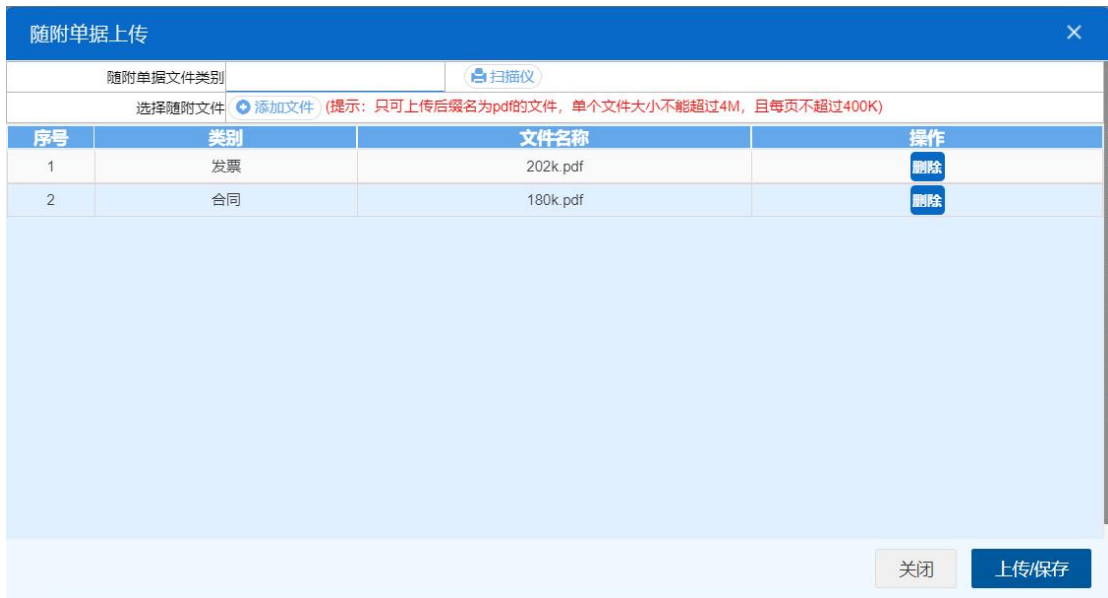 随附单据上传
随附单据文件类别 扫描仪
选择随附文件 添加文件 (提示：只可上传后缀名为pdf的文件，单个文件大小不能超过4M，且每页不超过400K)
序号 类别 文件名称 操作
1 发票 202k.pdf 删除
2 合同 180k.pdf 删除
关闭 上传/保存